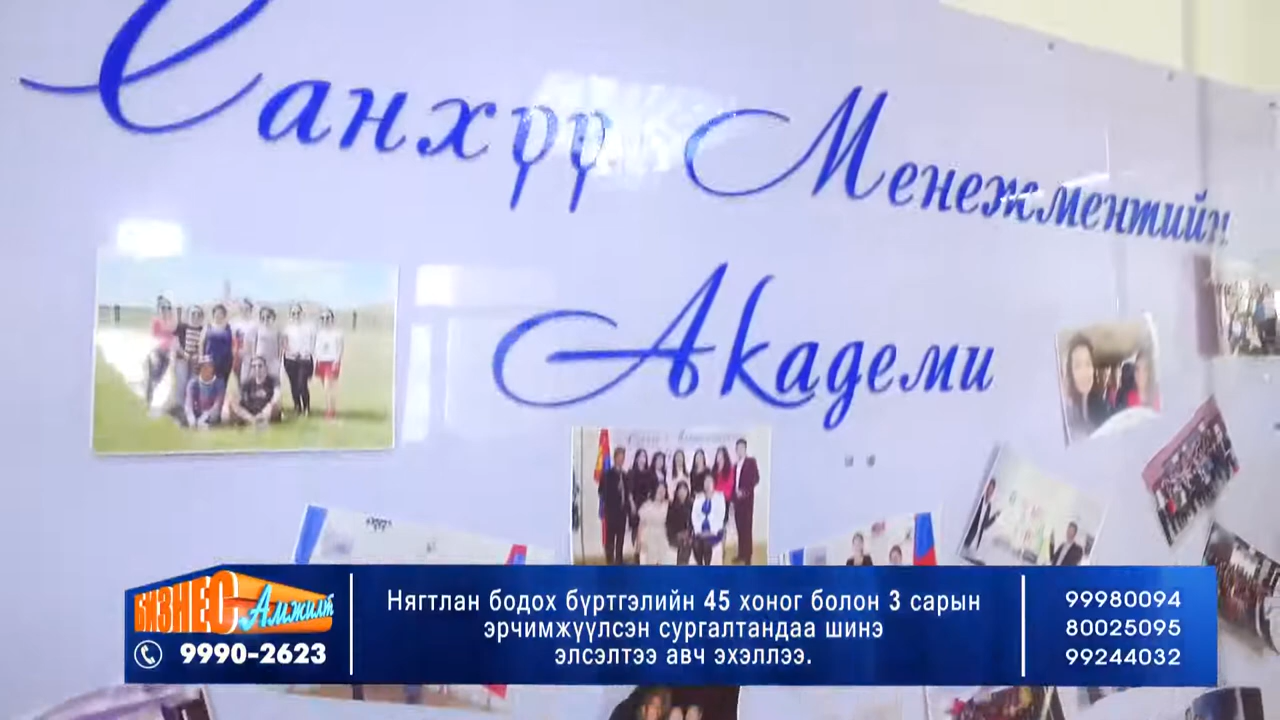 Санхүү Менежментийн
Академи
БИЗНЕС
Амжилт
9990-2623
Нягтлан бодох бүртгэлийн 45 хоног болон 3 сарын
эрчимжүүлсэн сургалтандаа шинэ
элсэлтээ авч эхэллээ.
99980094
80025095
99244032